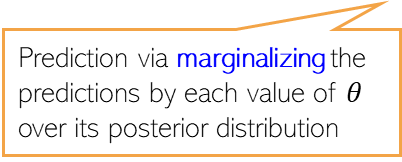 Prediction via marginalizing the
predictions by each value of θ
over its posterior distribution